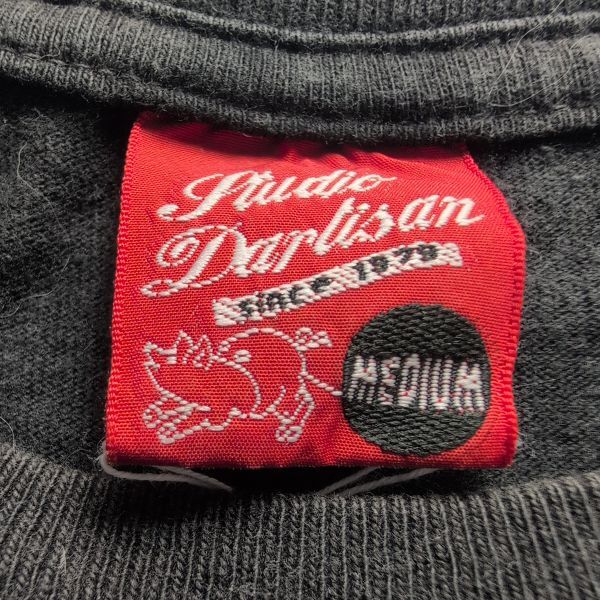 Studio
Dartisan
since 1979
MEDIUM